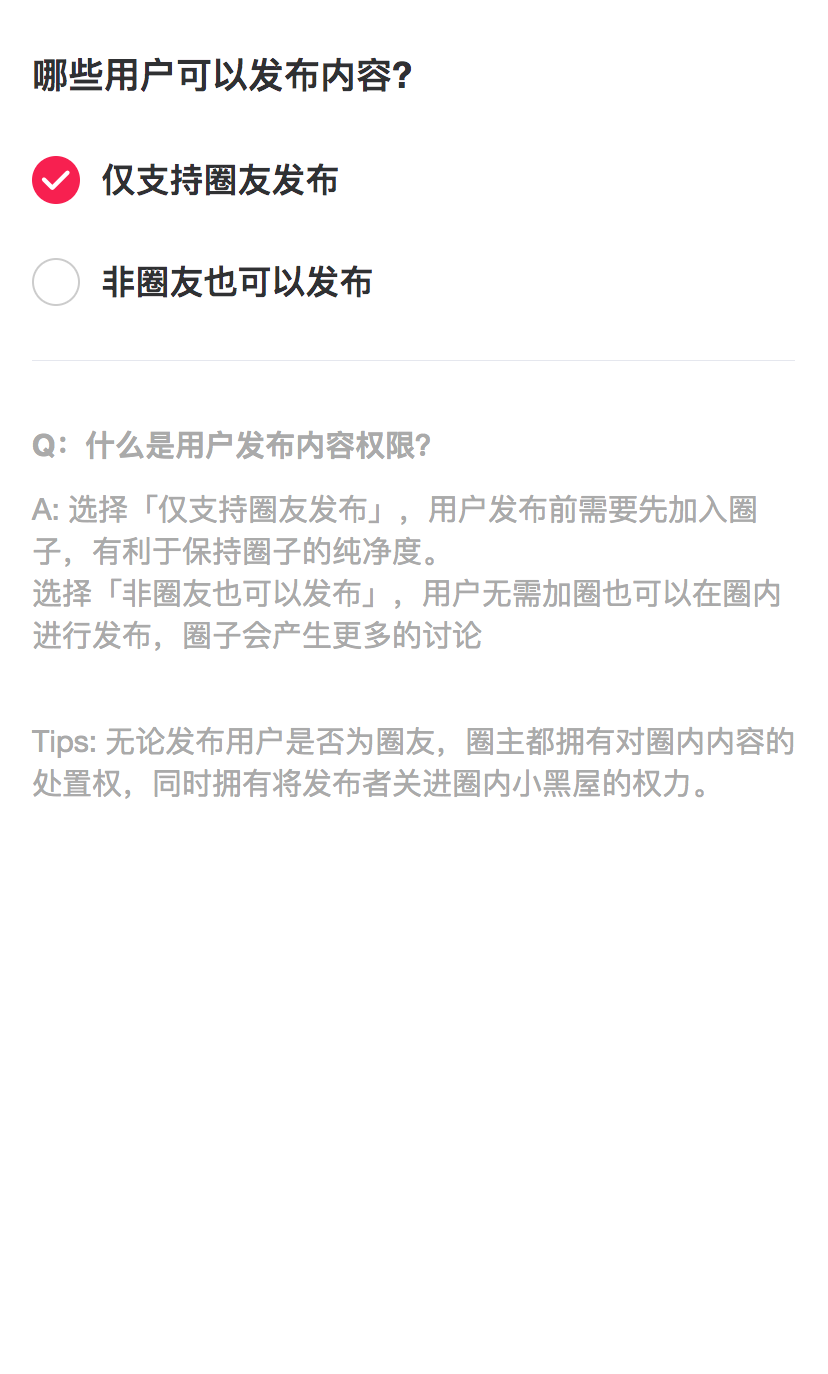 哪些用户可以发布内容?
仅支持圈友发布
非圈友也可以发布
Q：什么是用户发布内容权限?
A: 选择「仅支持圈友发布」，用户发布前需要先加入圈
子，有利于保持圈子的纯净度。
选择「非圈友也可以发布」，用户无需加圈也可以在圈内
进行发布，圈子会产生更多的讨论
Tips: 无论发布用户是否为圈友，圈主都拥有对圈内内容的
处置权，同时拥有将发布者关进圈内小黑屋的权力。